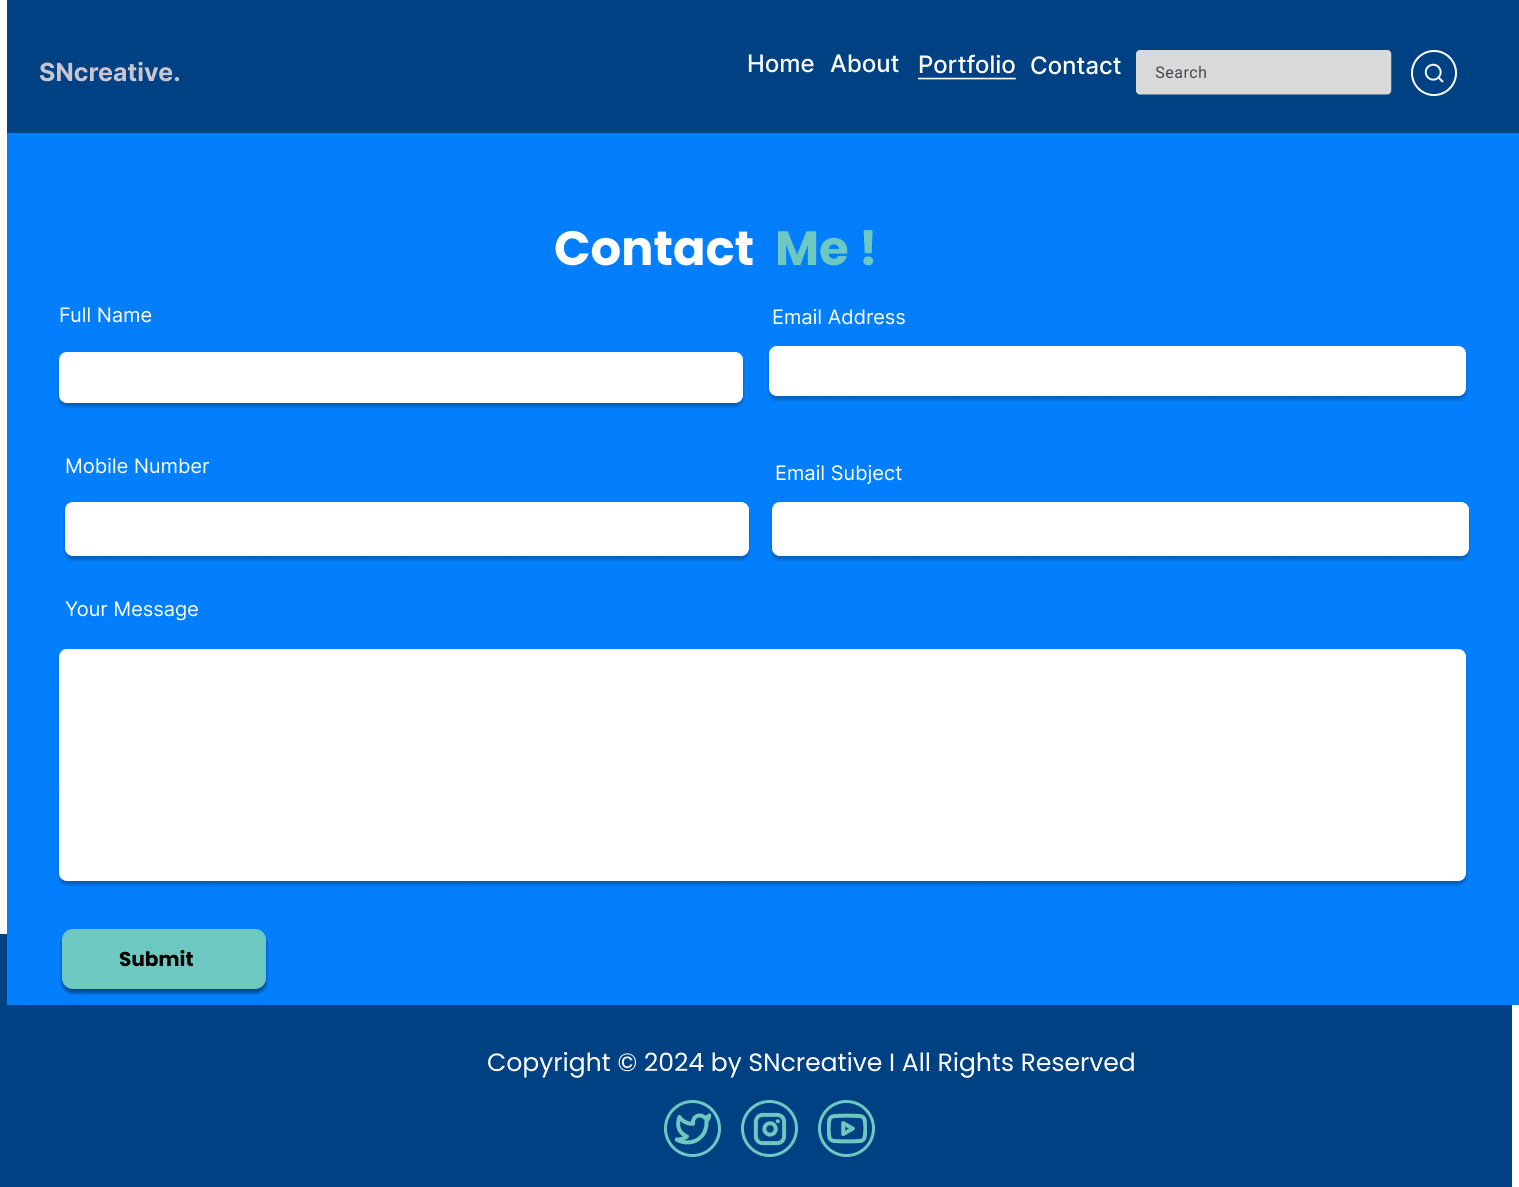 SNcreative.
Home About Portfolio Contact
Search
Contact Me !
Full Name
Email Address
Mobile Number
Email Subject
Your Message
Submit
Copyright © 2024 by SNcreative I All Rights Reserved